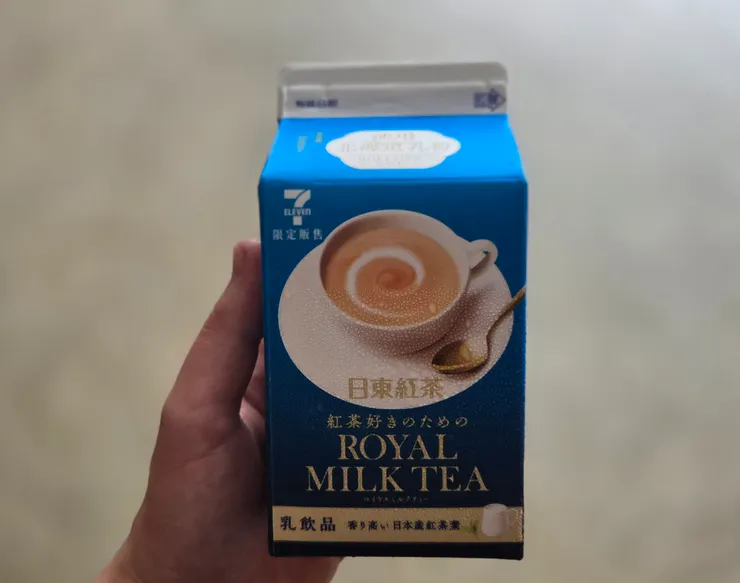 7
ELEVEN
限定販売
日東紅茶
紅茶好きのための
ROYAL
MILK TEA
ロイヤルミルクティー
乳飲品 香り高い 日本産紅茶葉